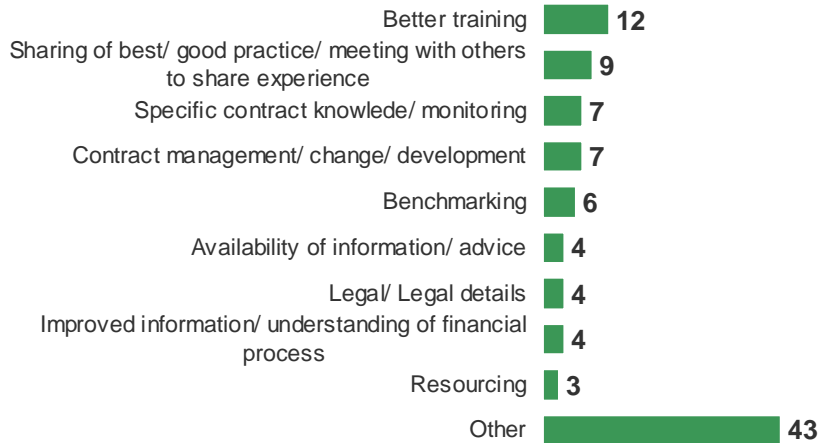 Better training 12
Sharing of best/ good practice/ meeting with others
to share experience 9
Specific contract knowlede/ monitoring 7
Contract management/ change/ development 7
Benchmarking 6
Availability of information/ advice 4
Legal/ Legal details 4
Improved information/ understanding of financial
process 4
Resourcing 3
Other 43